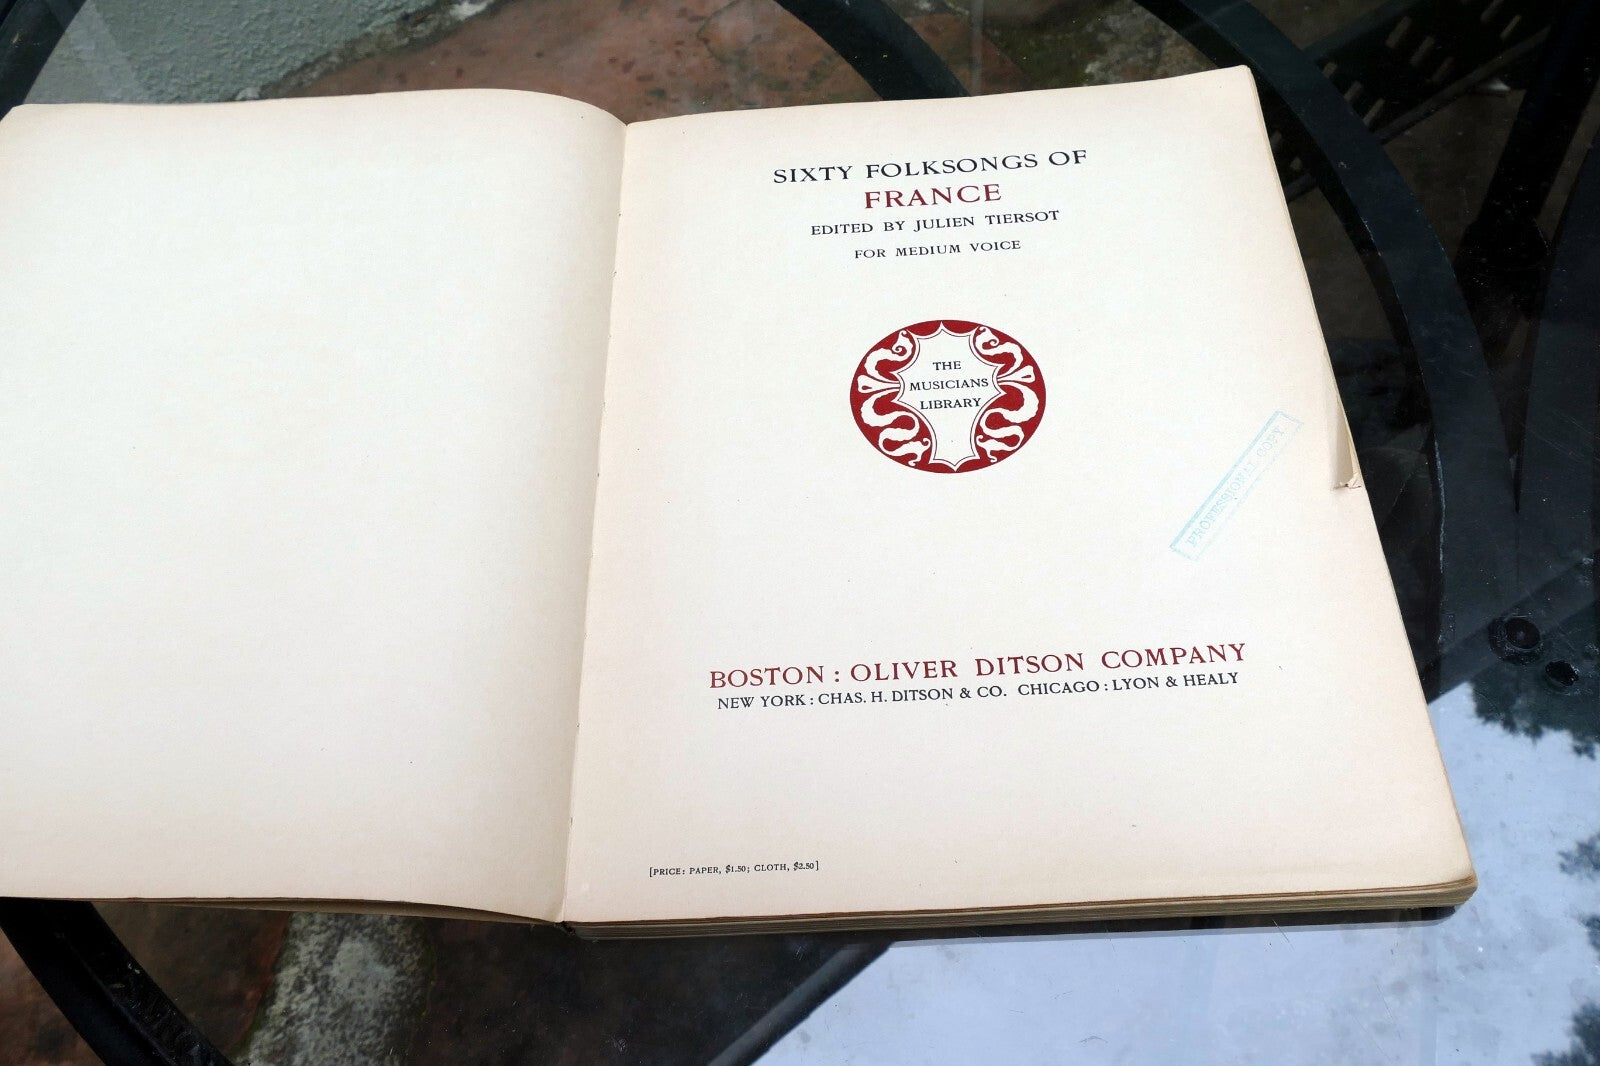 SIXTY FOLKSONGS OF
FRANCE
EDITED BY JULIEN TIERSOT
FOR MEDIUM VOICE
THE
MUSICIANS
LIBRARY
PROFESSIONAL COPY
BOSTON : OLIVER DITSON COMPANY
NEW YORK : CHAS. H. DITSON & CO. CHICAGO : LYON & HEALY
[PRICE: PAPER, $1.50; CLOTH, $2.50]